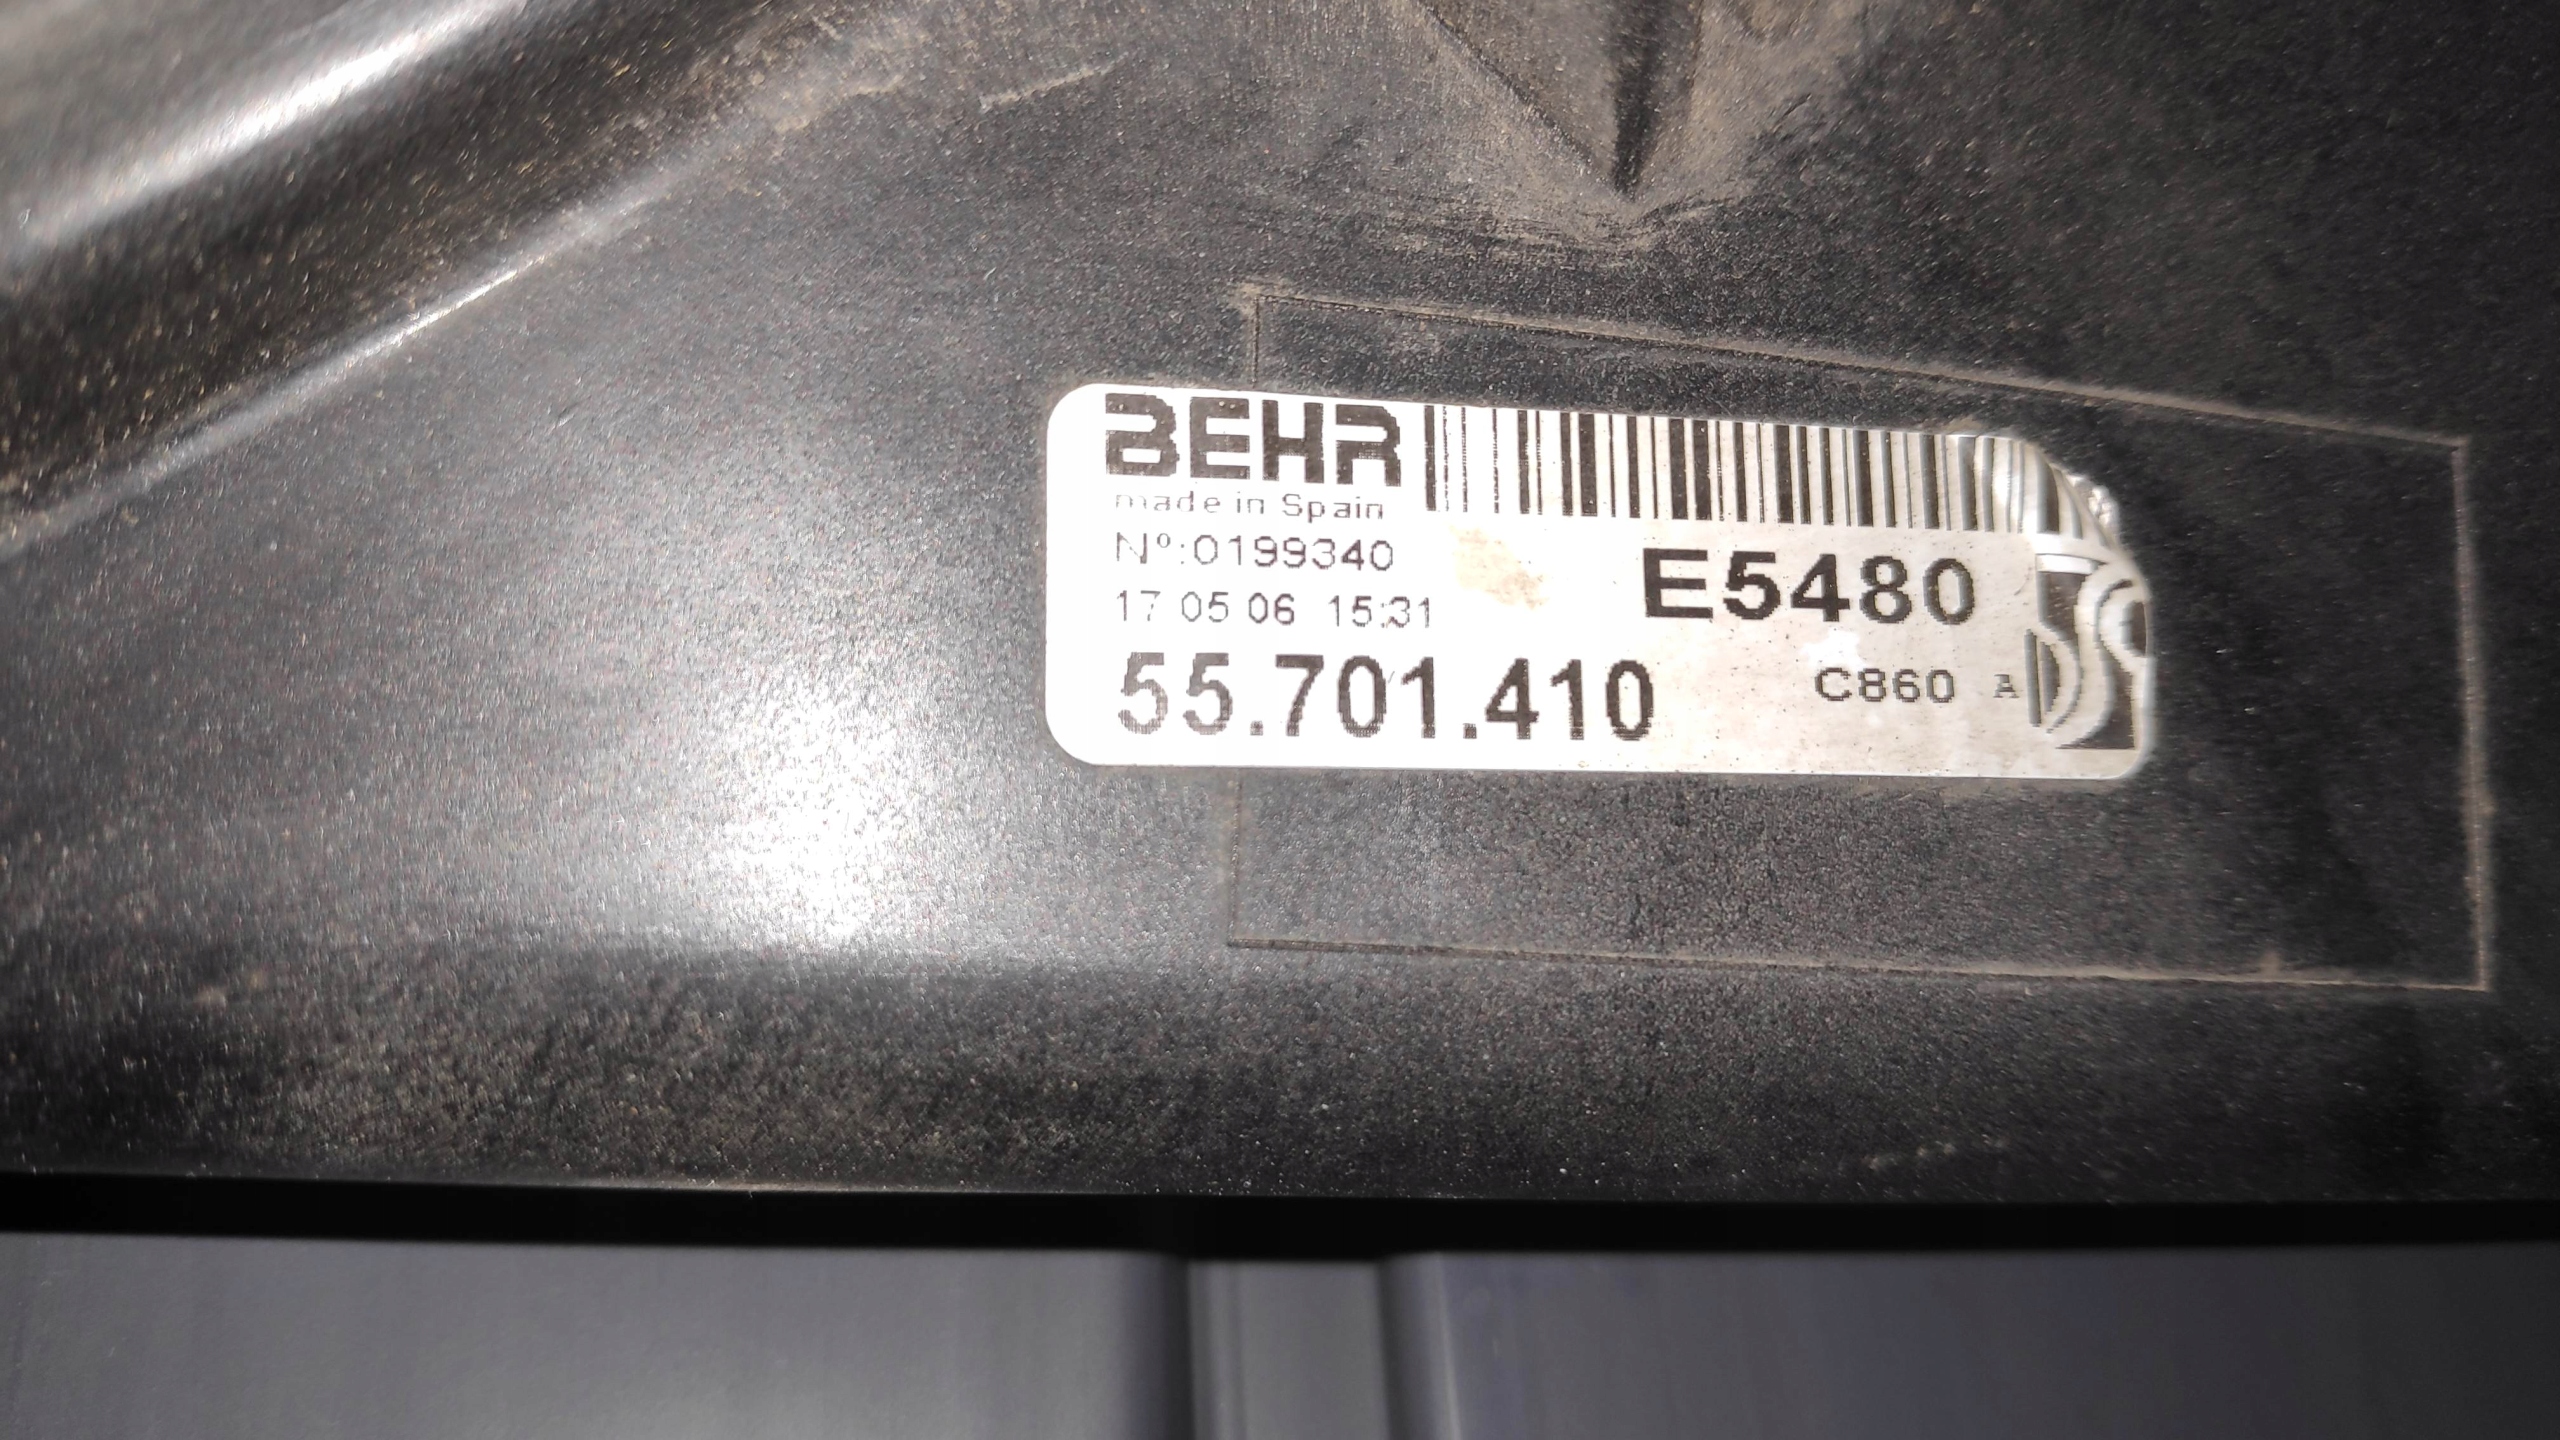 BEHR
made in Spain
Nº:0199340
17 05 06 15:31
E5480
55.701.410
C860 A